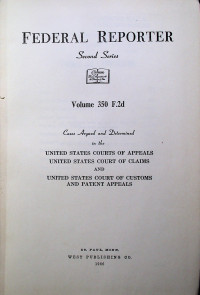 FEDERAL REPORTER
Second Series
Volume 350 F.2d
Cases Argued and Determined
in the
UNITED STATES COURTS OF APPEALS
UNITED STATES COURT OF CLAIMS
AND
UNITED STATES COURT OF CUSTOMS
AND PATENT APPEALS
ST. PAUL, MINN.
WEST PUBLISHING CO.